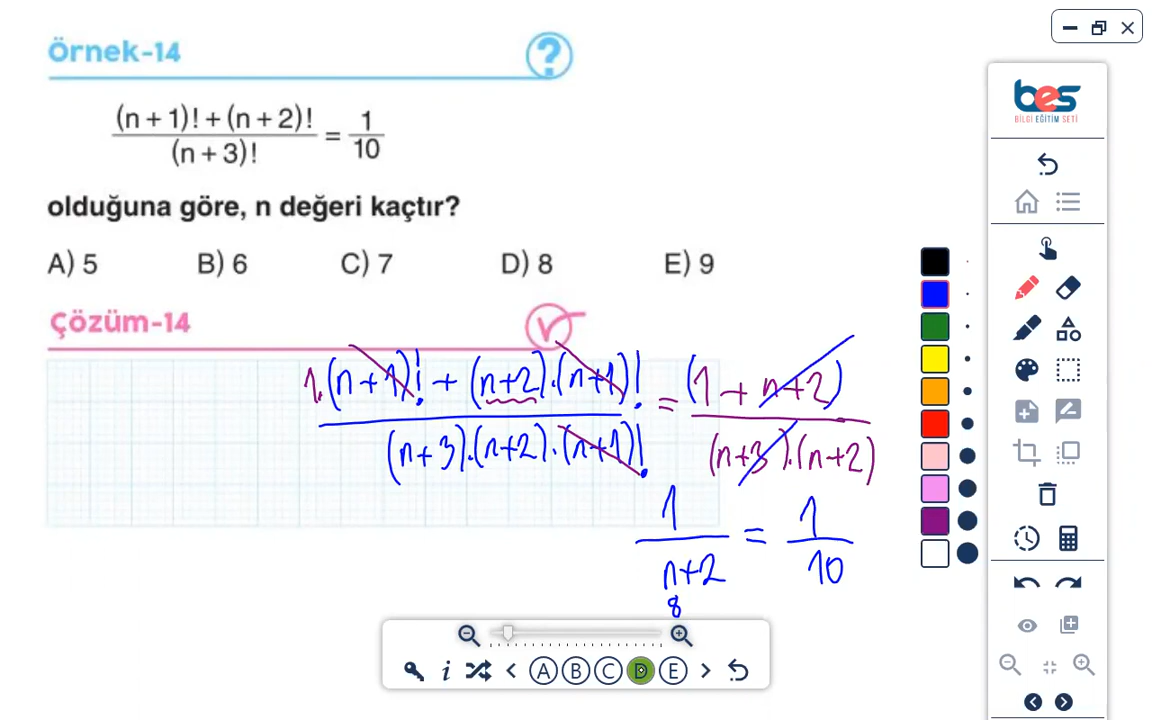 Örnek-14
?
(n + 1)! + (n + 2)!
(n + 3)!
=
1
10
olduğuna göre, n değeri kaçtır?
A) 5 B) 6 C) 7 D) 8 E) 9
Çözüm-14
1.(n+1)! + (n+2).(n+1)!
(n+3).(n+2).(n+1)!
=
(1 + n+2)
(n+3).(n+2)
1
n+2
=
1
10
8
bes
BİLGİ EĞİTİM SETİ
i < A B C D E >